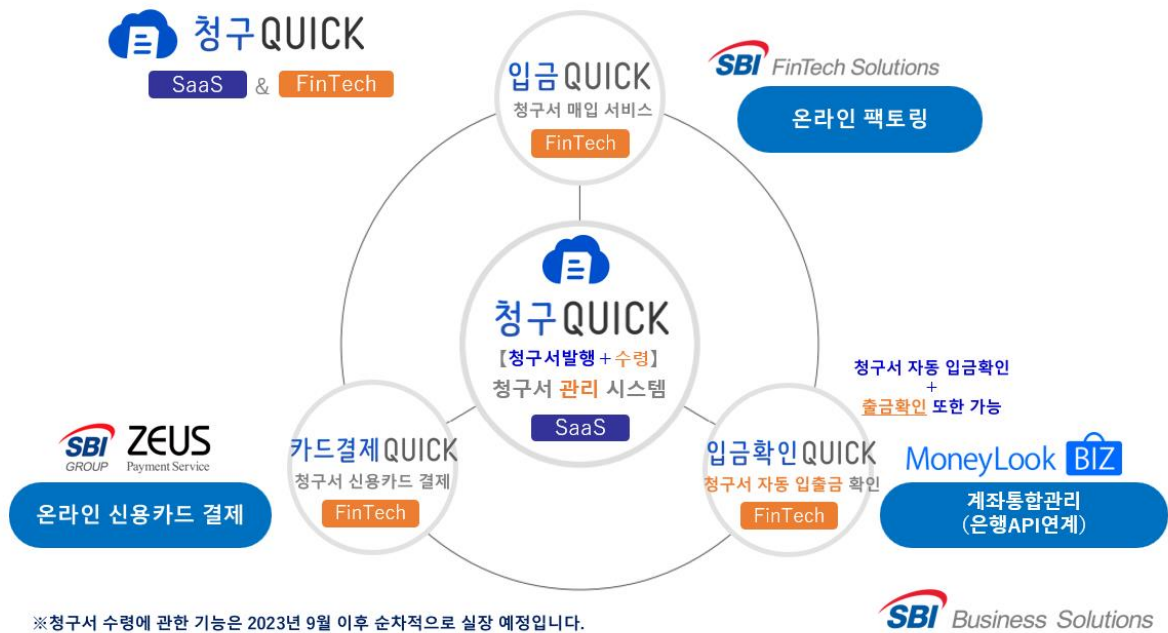 청구QUICK
SaaS & FinTech
입금QUICK
청구서 매입 서비스
FinTech
SBI FinTech Solutions
온라인 팩토링
청구QUICK
【청구서발행+수령】
청구서 관리 시스템
SaaS
청구서 자동 입금확인
+
출금확인 또한 가능
SBI GROUP ZEUS Payment Service
온라인 신용카드 결제
카드결제QUICK
청구서 신용카드 결제
FinTech
입금확인QUICK
청구서 자동 입출금 확인
FinTech
MoneyLook BIZ
계좌통합관리
(은행API연계)
※청구서 수령에 관한 기능은 2023년 9월 이후 순차적으로 실장 예정입니다.
SBI Business Solutions